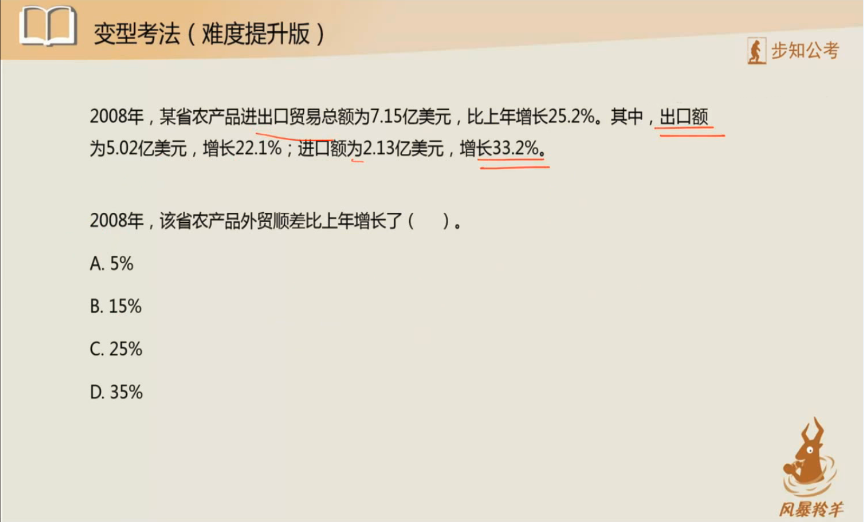 变型考法（难度提升版）
步知公考
2008年，某省农产品进出口贸易总额为7.15亿美元，比上年增长25.2%。其中，出口额
为5.02亿美元，增长22.1%；进口额为2.13亿美元，增长33.2%。
2008年，该省农产品外贸顺差比上年增长了（　　）。
A. 5%
B. 15%
C. 25%
D. 35%
风暴羚羊